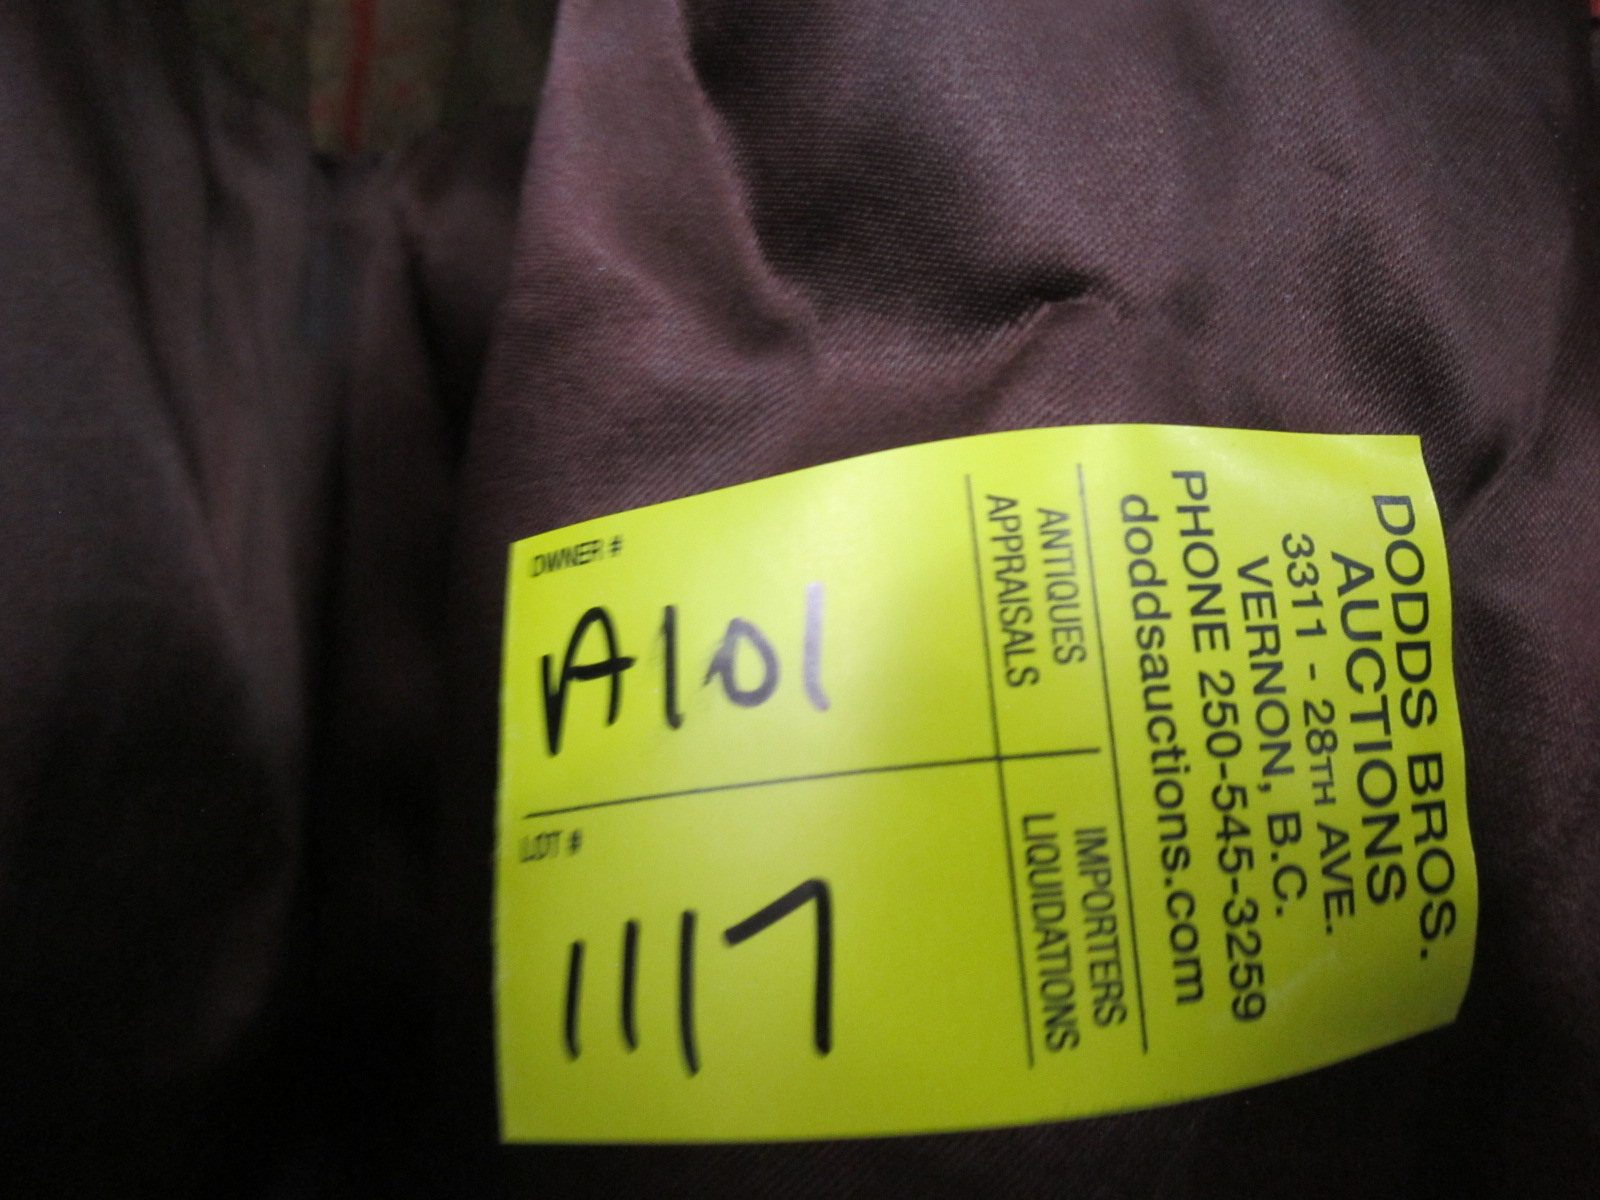 DODDS BROS.
AUCTIONS
3311 - 28TH AVE.
VERNON, B.C.
PHONE 250-545-3259
doddsauctions.com
ANTIQUES IMPORTERS
APPRAISALS LIQUIDATIONS
OWNER #
A101
LOT #
1117